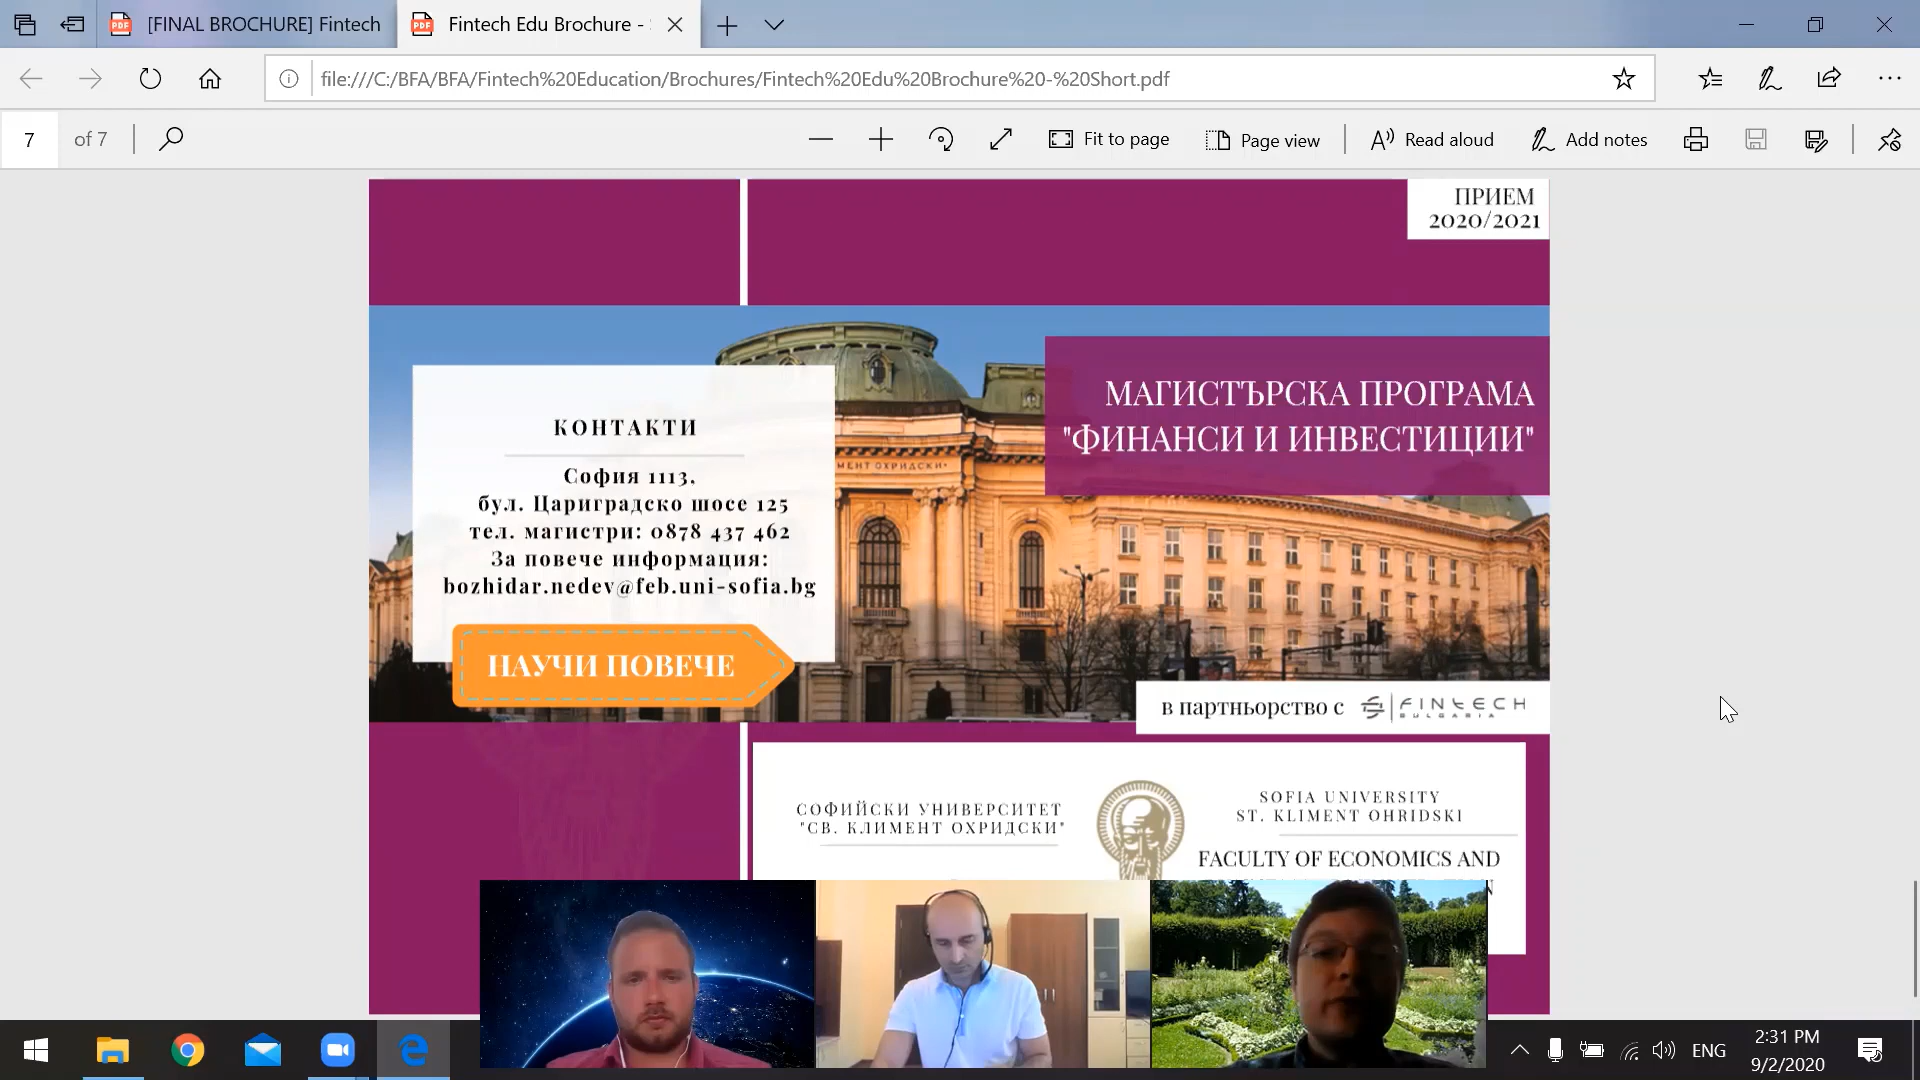 [FINAL BROCHURE] Fintech
Fintech Edu Brochure -
file:///C:/BFA/BFA/Fintech%20Education/Brochures/Fintech%20Edu%20Brochure%20-%20Short.pdf
7 of 7
Fit to page
Page view
Read aloud
Add notes
ПРИЕМ
2020/2021
МАГИСТЪРСКА ПРОГРАМА
"ФИНАНСИ И ИНВЕСТИЦИИ"
МЕНТ ОХРИДСКИ
КОНТАКТИ
София 1113,
бул. Цариградско шосе 125
тел. магистри: 0878 437 462
За повече информация:
bozhidar.nedev@feb.uni-sofia.bg
НАУЧИ ПОВЕЧЕ
в партньорство с FINTECH
BULGARIA
СОФИЙСКИ УНИВЕРСИТЕТ
"СВ. КЛИМЕНТ ОХРИДСКИ"
SOFIA UNIVERSITY
ST. KLIMENT OHRIDSKI
FACULTY OF ECONOMICS AND
ENG
2:31 PM
9/2/2020